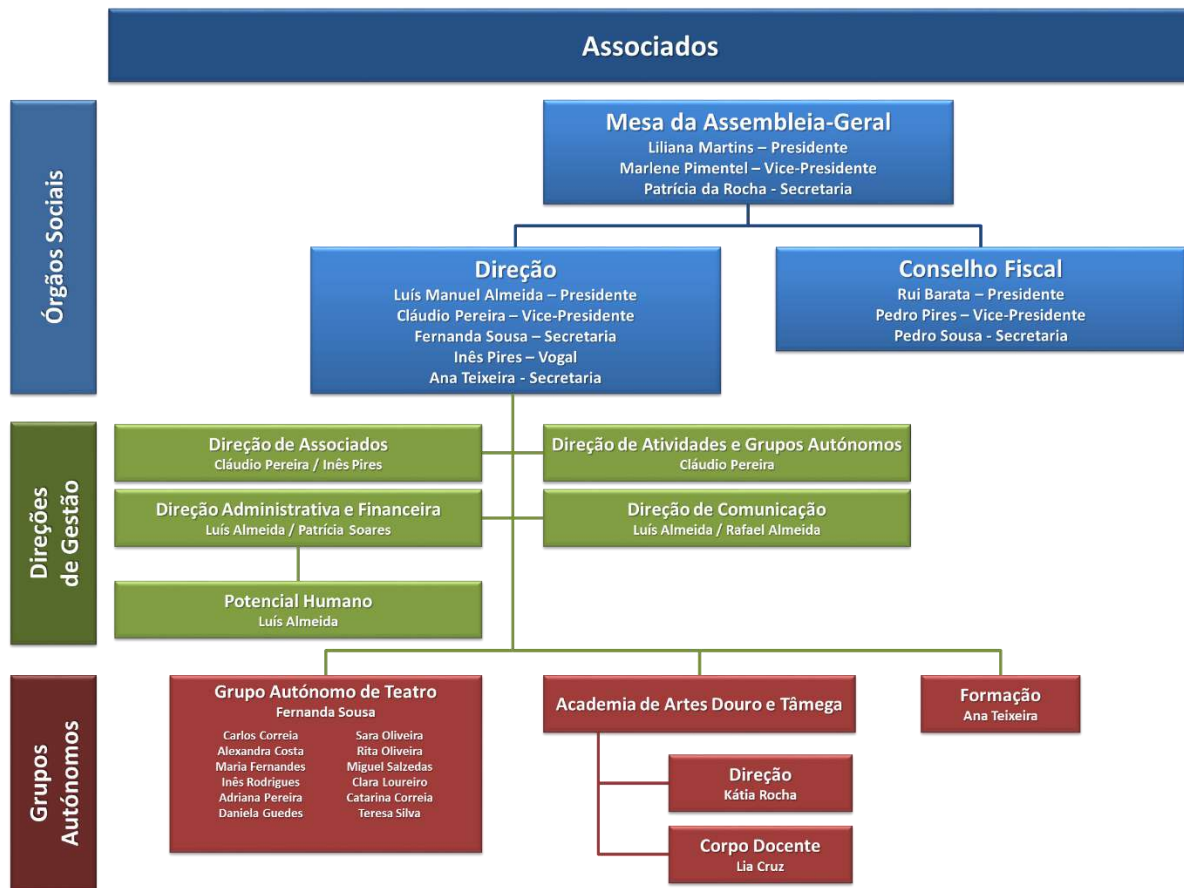 Associados
Órgãos Sociais
Mesa da Assembleia-Geral
Liliana Martins – Presidente
Marlene Pimentel – Vice-Presidente
Patrícia da Rocha - Secretaria
Direção
Luís Manuel Almeida – Presidente
Cláudio Pereira – Vice-Presidente
Fernanda Sousa – Secretaria
Inês Pires – Vogal
Ana Teixeira - Secretaria
Conselho Fiscal
Rui Barata – Presidente
Pedro Pires – Vice-Presidente
Pedro Sousa - Secretaria
Direções
de Gestão
Direção de Associados
Cláudio Pereira / Inês Pires
Direção de Atividades e Grupos Autónomos
Cláudio Pereira
Direção Administrativa e Financeira
Luís Almeida / Patrícia Soares
Direção de Comunicação
Luís Almeida / Rafael Almeida
Potencial Humano
Luís Almeida
Grupos
Autónomos
Grupo Autónomo de Teatro
Fernanda Sousa
Carlos Correia
Alexandra Costa
Maria Fernandes
Inês Rodrigues
Adriana Pereira
Daniela Guedes
Sara Oliveira
Rita Oliveira
Miguel Salzedas
Clara Loureiro
Catarina Correia
Teresa Silva
Academia de Artes Douro e Tâmega
Direção
Kátia Rocha
Corpo Docente
Lia Cruz
Formação
Ana Teixeira